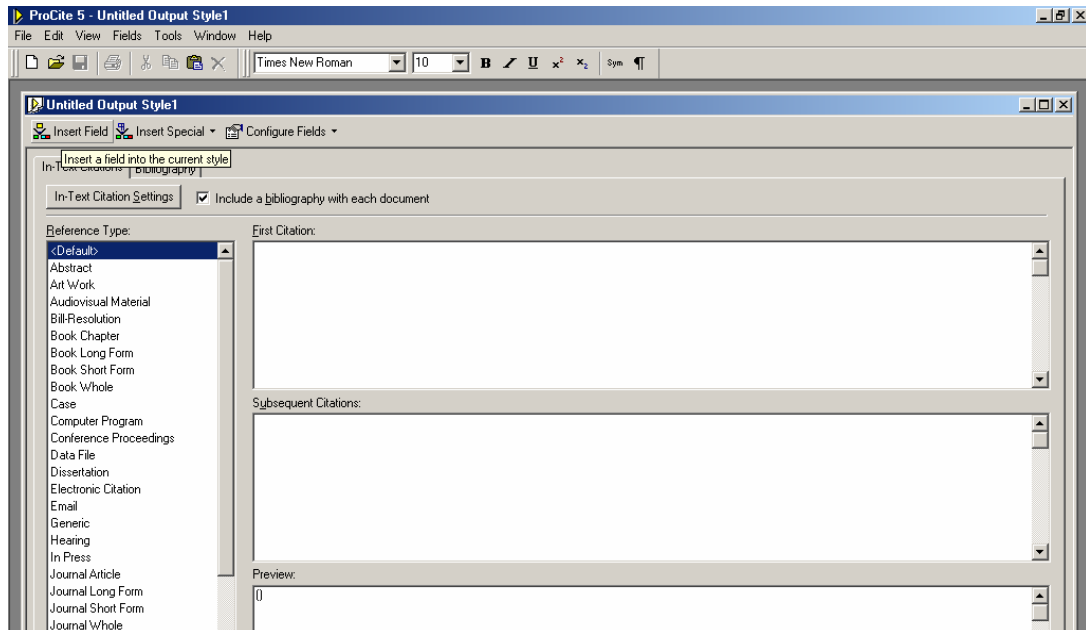 ProCite 5 - Untitled Output Style1
File Edit View Fields Tools Window Help
Times New Roman 10 B I U x² x₂ Sym ¶
Untitled Output Style1
Insert Field Insert Special Configure Fields
Insert a field into the current style
In-Text Citations Bibliography
In-Text Citation Settings Include a bibliography with each document
Reference Type: First Citation:
<Default>
Abstract
Art Work
Audiovisual Material
Bill-Resolution
Book Chapter
Book Long Form
Book Short Form
Book Whole
Case Subsequent Citations:
Computer Program
Conference Proceedings
Data File
Dissertation
Electronic Citation
Email
Generic
Hearing
In Press
Journal Article Preview:
Journal Long Form ()
Journal Short Form
Journal Whole